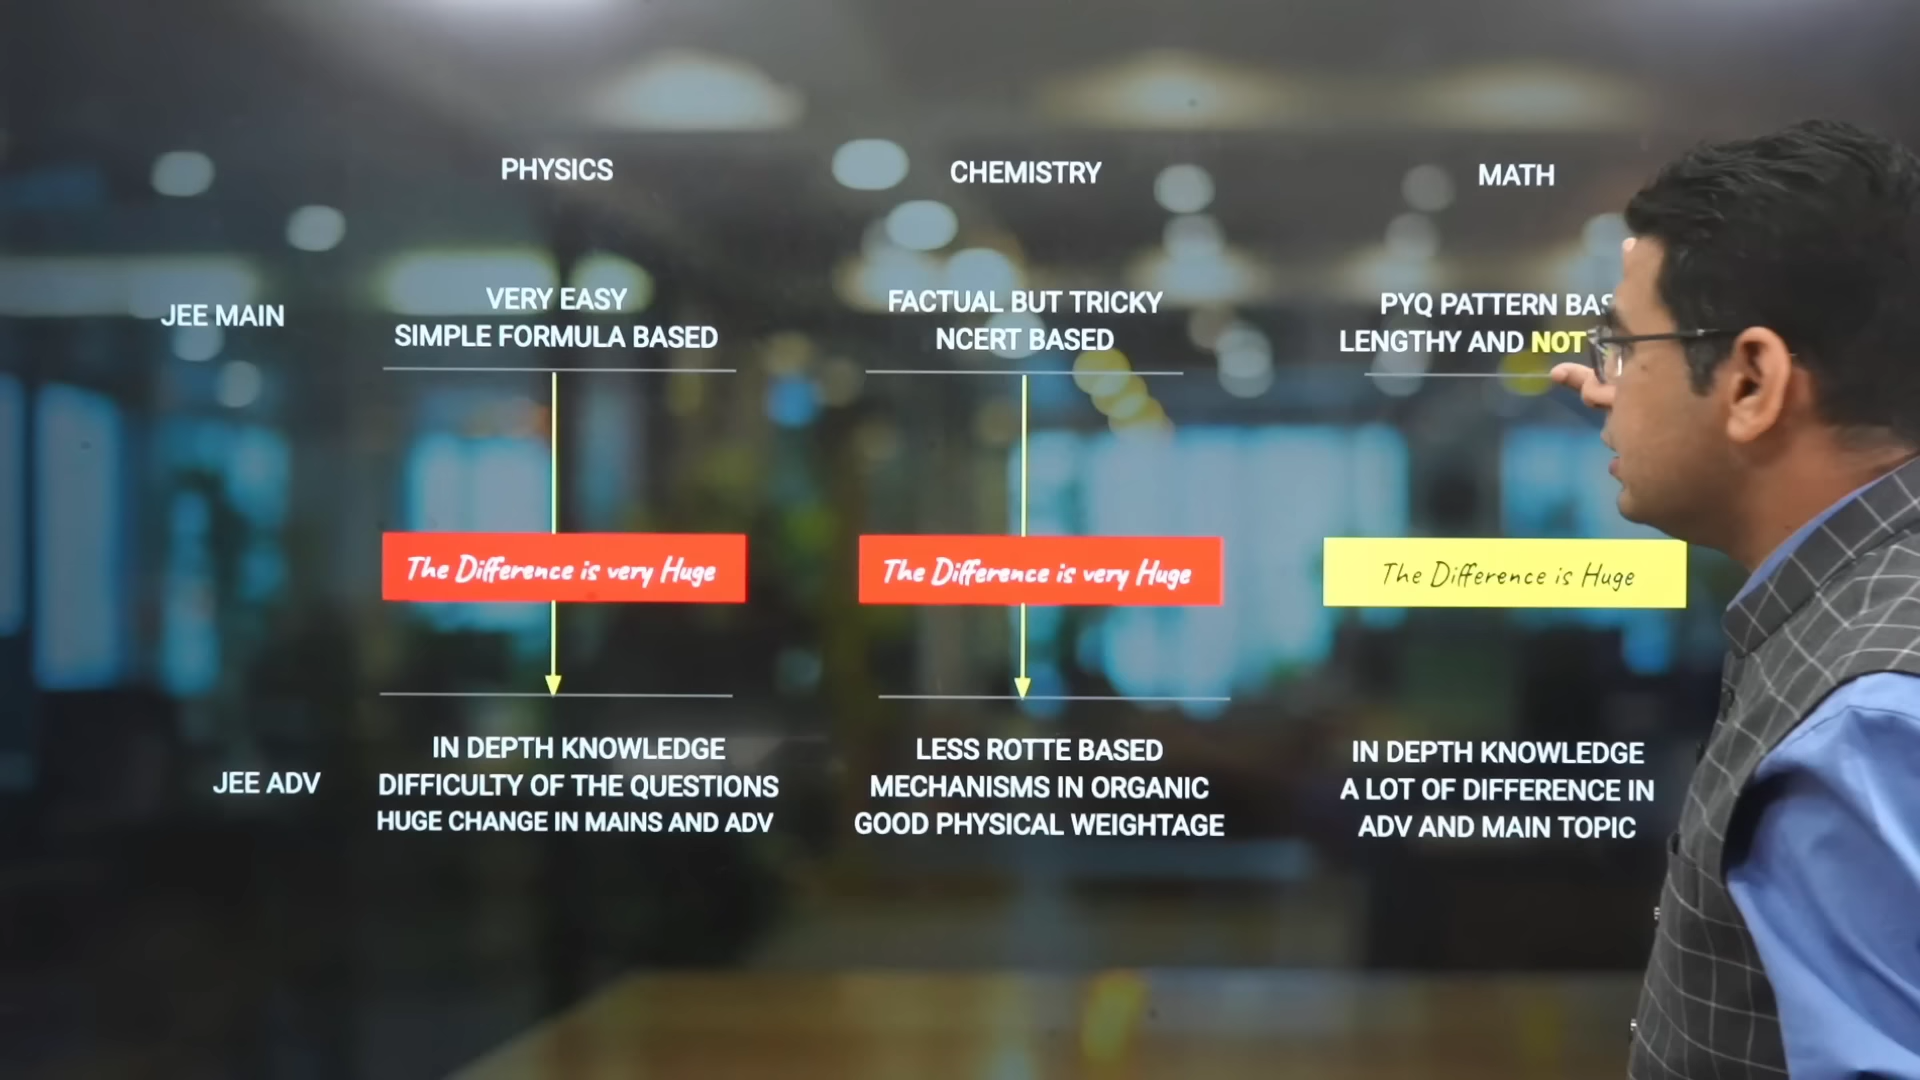 PHYSICS
CHEMISTRY
MATH
JEE MAIN
VERY EASY
SIMPLE FORMULA BASED
FACTUAL BUT TRICKY
NCERT BASED
PYQ PATTERN
LENGTHY AND NOT
The Difference is very Huge
The Difference is very Huge
The Difference is Huge
JEE ADV
IN DEPTH KNOWLEDGE
DIFFICULTY OF THE QUESTIONS
HUGE CHANGE IN MAINS AND ADV
LESS ROTTE BASED
MECHANISMS IN ORGANIC
GOOD PHYSICAL WEIGHTAGE
IN DEPTH KNOWLEDGE
A LOT OF DIFFERENCE IN
ADV AND MAIN TOPIC